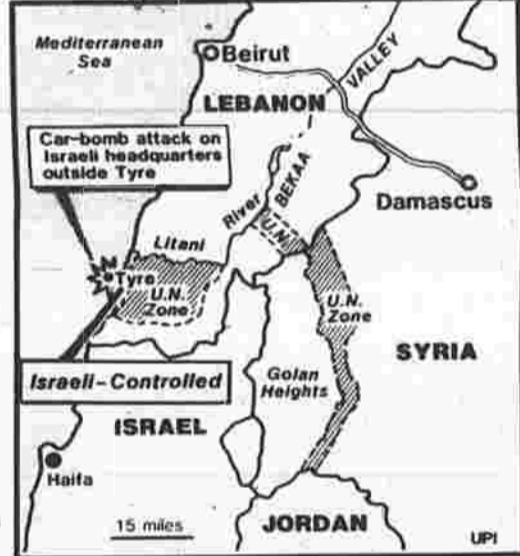 Mediterranean
Sea
Beirut
VALLEY
LEBANON
Car-bomb attack on
Israeli headquarters
outside Tyre
BEKAA
River
Damascus
Litani
U.N.
Tyre
U.N.
Zone
U.N.
Zone
SYRIA
Israeli-Controlled
Golan
Heights
ISRAEL
Haifa
15 miles
JORDAN
UPI